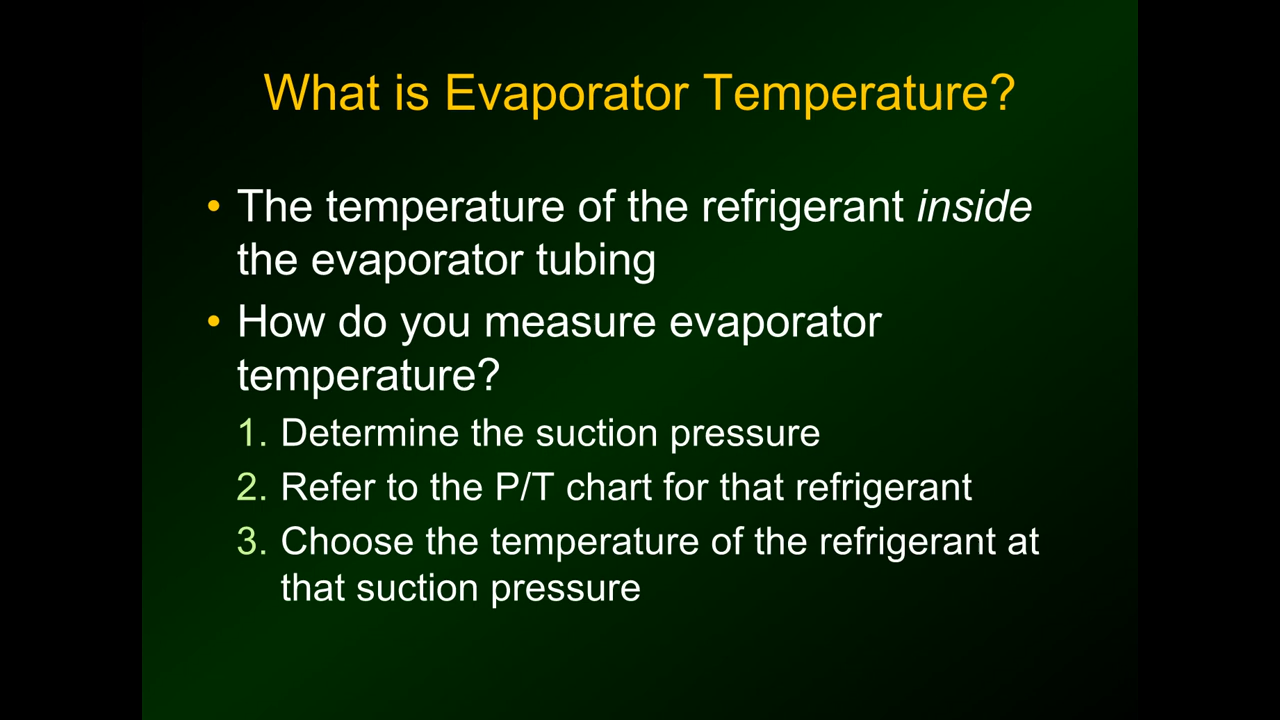 What is Evaporator Temperature?
• The temperature of the refrigerant inside
the evaporator tubing
• How do you measure evaporator
temperature?
1. Determine the suction pressure
2. Refer to the P/T chart for that refrigerant
3. Choose the temperature of the refrigerant at
that suction pressure